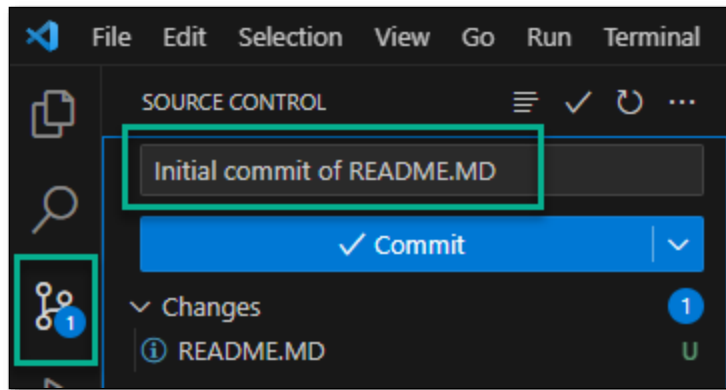 File Edit Selection View Go Run Terminal
SOURCE CONTROL
Initial commit of README.MD
Commit
1
Changes 1
README.MD U